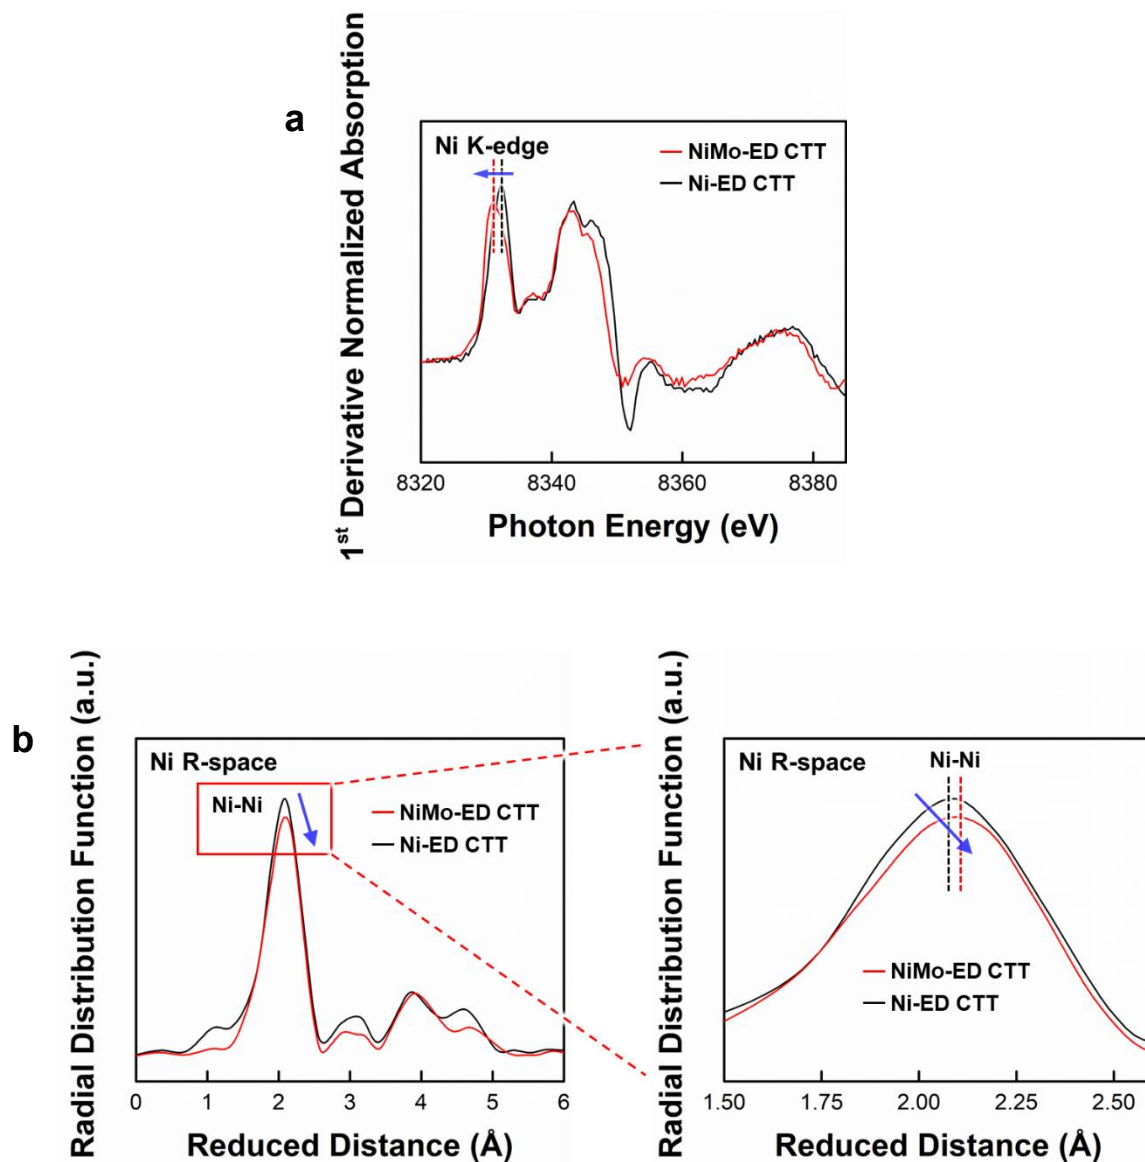 a
1st Derivative Normalized Absorption
Ni K-edge
NiMo-ED CTT
Ni-ED CTT
8320 8340 8360 8380
Photon Energy (eV)
b
Radial Distribution Function (a.u.)
Ni R-space
Ni-Ni
NiMo-ED CTT
Ni-ED CTT
0 1 2 3 4 5 6
Reduced Distance (Å)
Radial Distribution Function (a.u.)
Ni R-space
Ni-Ni
NiMo-ED CTT
Ni-ED CTT
1.50 1.75 2.00 2.25 2.50
Reduced Distance (Å)